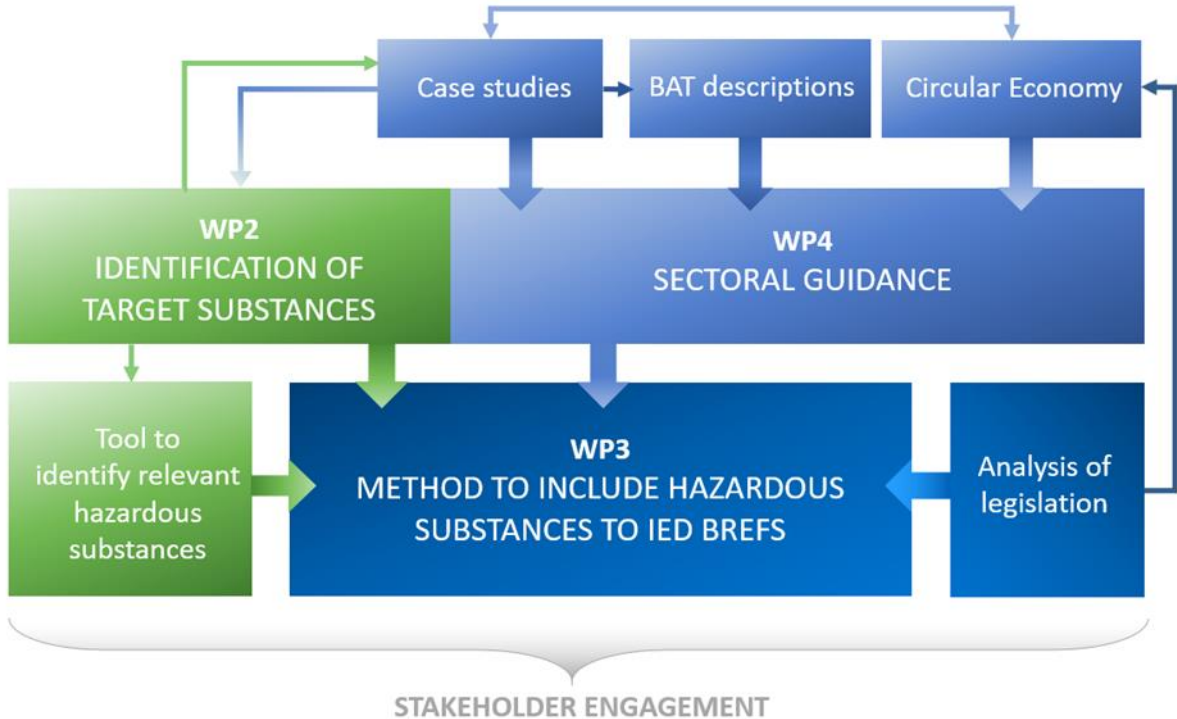 Case studies
BAT descriptions
Circular Economy
WP2
IDENTIFICATION OF
TARGET SUBSTANCES
WP4
SECTORAL GUIDANCE
Tool to
identify relevant
hazardous
substances
WP3
METHOD TO INCLUDE HAZARDOUS
SUBSTANCES TO IED BREFS
Analysis of
legislation
STAKEHOLDER ENGAGEMENT